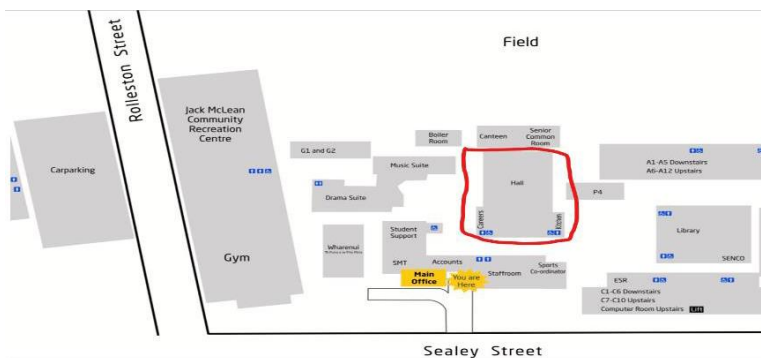 Field
Rolleston Street
Jack McLean
Community
Recreation
Centre
Carparking
Gym
G1 and G2
Boiler
Room
Canteen
Senior
Common
Room
Music Suite
Drama Suite
Hall
Careers
Kitchen
P4
A1-A5 Downstairs
A6-A12 Upstairs
Library
SENCO
Wharenui
Student
Support
SMT
Accounts
Staffroom
Sports
Co-ordinator
Main
Office
You are
Here
ESR
C1-C6 Downstairs
C7-C10 Upstairs
Computer Room Upstairs Lift
Sealey Street